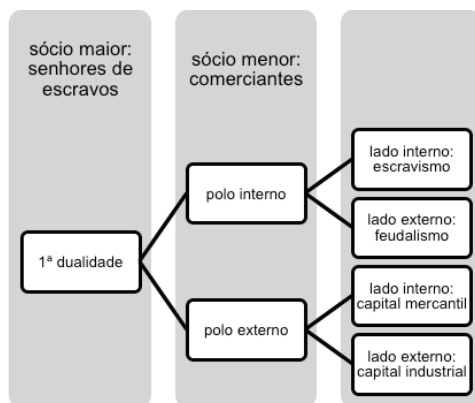 sócio maior:
senhores de
escravos
sócio menor:
comerciantes
1ª dualidade
polo interno
polo externo
lado interno:
escravismo
lado externo:
feudalismo
lado interno:
capital mercantil
lado externo:
capital industrial